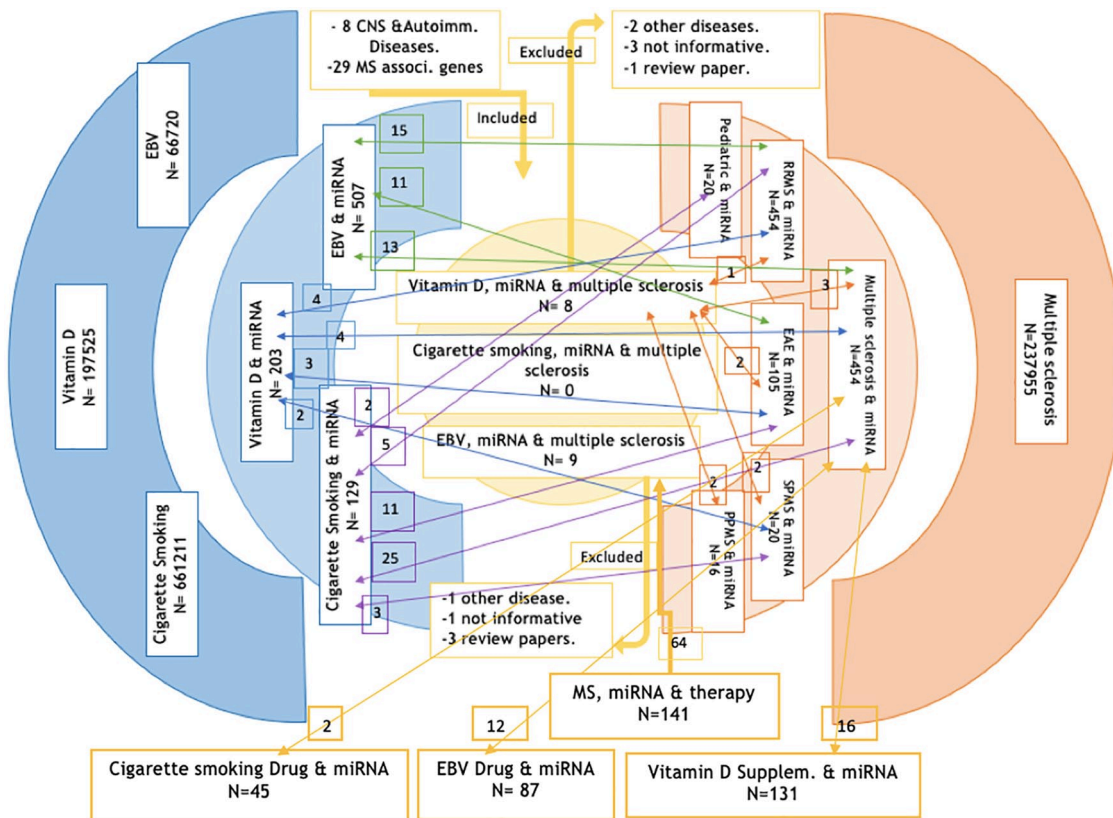 - 8 CNS &Autoimm.
Diseases.
-29 MS associ. genes
Excluded
-2 other diseases.
-3 not informative.
-1 review paper.
Included
EBV
N= 66720
Vitamin D
N= 197525
Cigarette Smoking
N= 661211
EBV & miRNA
N= 507
Vitamin D & miRNA
N= 203
Cigarette Smoking & miRNA
N= 129
15
11
13
4
4
3
2
2
5
11
25
3
Vitamin D, miRNA & multiple sclerosis
N= 8
Cigarette smoking, miRNA & multiple
sclerosis
N= 0
EBV, miRNA & multiple sclerosis
N= 9
Pediatric & miRNA
N=20
RRMS & miRNA
N=454
EAE & miRNA
N=105
SPMS & miRNA
N=20
PPMS & miRNA
N=16
Multiple sclerosis & miRNA
N=454
Multiple sclerosis
N=237955
1
3
2
2
2
Excluded
-1 other disease.
-1 not informative
-3 review papers.
64
MS, miRNA & therapy
N=141
2
12
16
Cigarette smoking Drug & miRNA
N=45
EBV Drug & miRNA
N= 87
Vitamin D Supplem. & miRNA
N=131